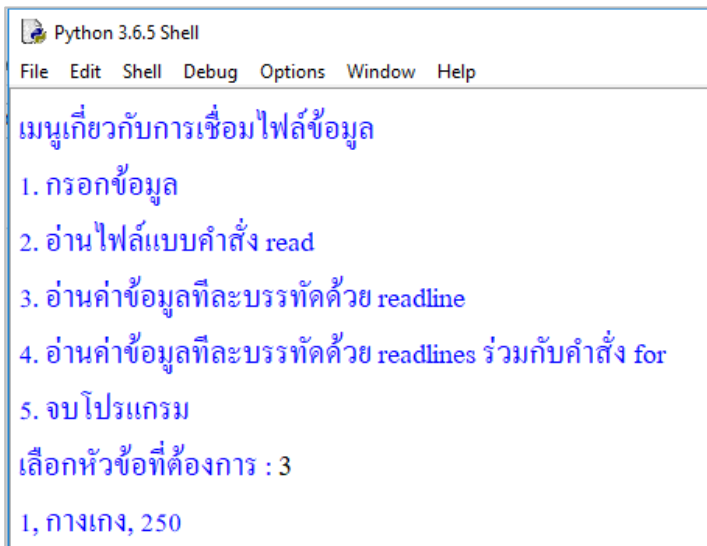 Python 3.6.5 Shell
File Edit Shell Debug Options Window Help
เมนูเกี่ยวกับการเชื่อมไฟล์ข้อมูล
1. กรอกข้อมูล
2. อ่านไฟล์แบบคำสั่ง read
3. อ่านค่าข้อมูลทีละบรรทัดด้วย readline
4. อ่านค่าข้อมูลทีละบรรทัดด้วย readlines ร่วมกับคำสั่ง for
5. จบโปรแกรม
เลือกหัวข้อที่ต้องการ : 3
1, กางเกง, 250